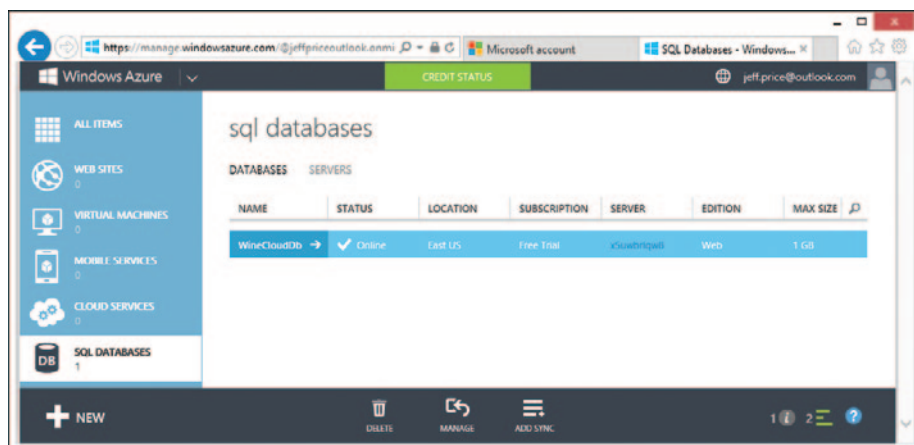 https://manage.windowsazure.com/@jeffpriceoutlook.onmi
Microsoft account
SQL Databases - Windows...
Windows Azure
CREDIT STATUS
jeff.price@outlook.com
ALL ITEMS
WEB SITES
0
VIRTUAL MACHINES
0
MOBILE SERVICES
0
CLOUD SERVICES
0
DB
SQL DATABASES
1
sql databases
DATABASES SERVERS
NAME STATUS LOCATION SUBSCRIPTION SERVER EDITION MAX SIZE
WineCloudDb Online East US Free Trial Web 1 GB
NEW
DELETE
MANAGE
ADD SYNC
1 2 ?